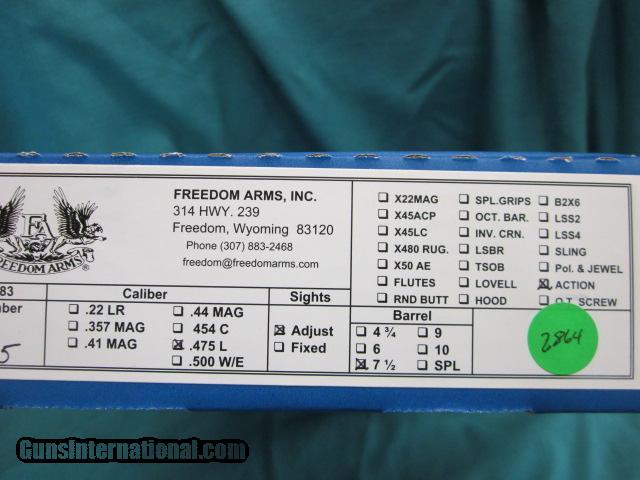 FREEDOM ARMS, INC.
314 HWY. 239
Freedom, Wyoming 83120
Phone (307) 883-2468
freedom@freedomarms.com
FA
FREEDOM ARMS®
X22MAG
X45ACP
X45LC
X480 RUG.
X50 AE
FLUTES
RND BUTT
SPL.GRIPS
OCT. BAR.
INV. CRN.
LSBR
TSOB
LOVELL
HOOD
B2X6
LSS2
LSS4
SLING
Pol. & JEWEL
ACTION
O.T. SCREW
83
Caliber
Sights
Barrel
.22 LR
.357 MAG
.41 MAG
.44 MAG
454 C
.475 L
.500 W/E
Adjust
Fixed
4 ¾
6
7 ½
9
10
SPL
5
2864
GunsInternational.com